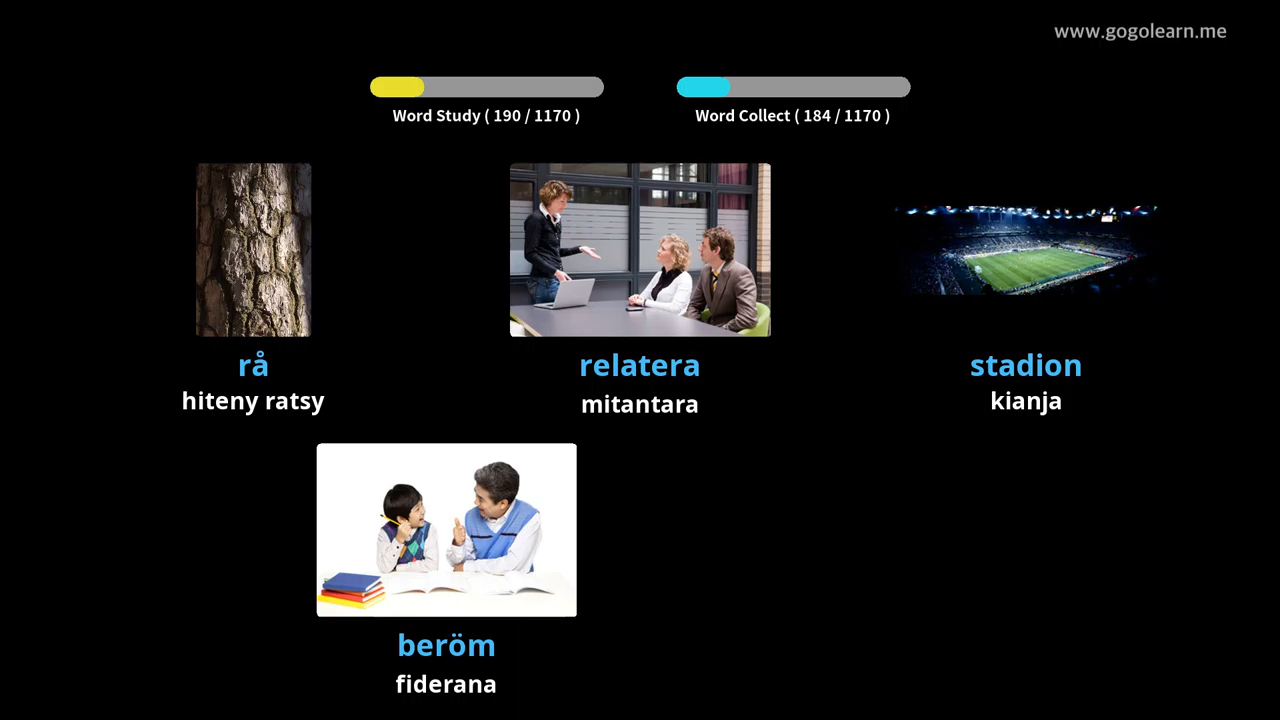 www.gogolearn.me
Word Study ( 190 / 1170 )
Word Collect ( 184 / 1170 )
rå
hiteny ratsy
relatera
mitantara
stadion
kianja
beröm
fiderana